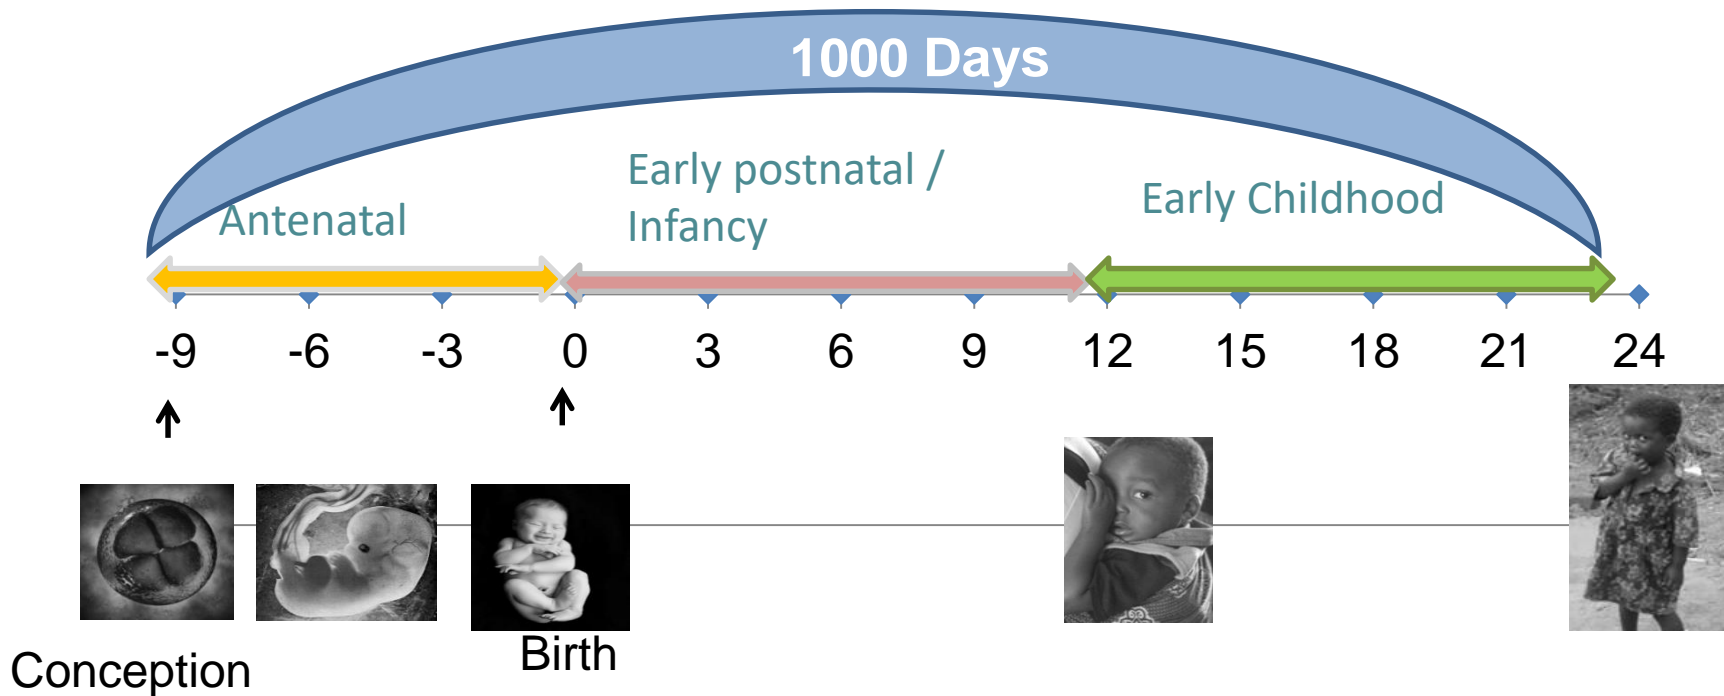 1000 Days
Early postnatal /
Infancy
Early Childhood
Antenatal
-9 -6 -3 0 3 6 9 12 15 18 21 24
Birth
Conception